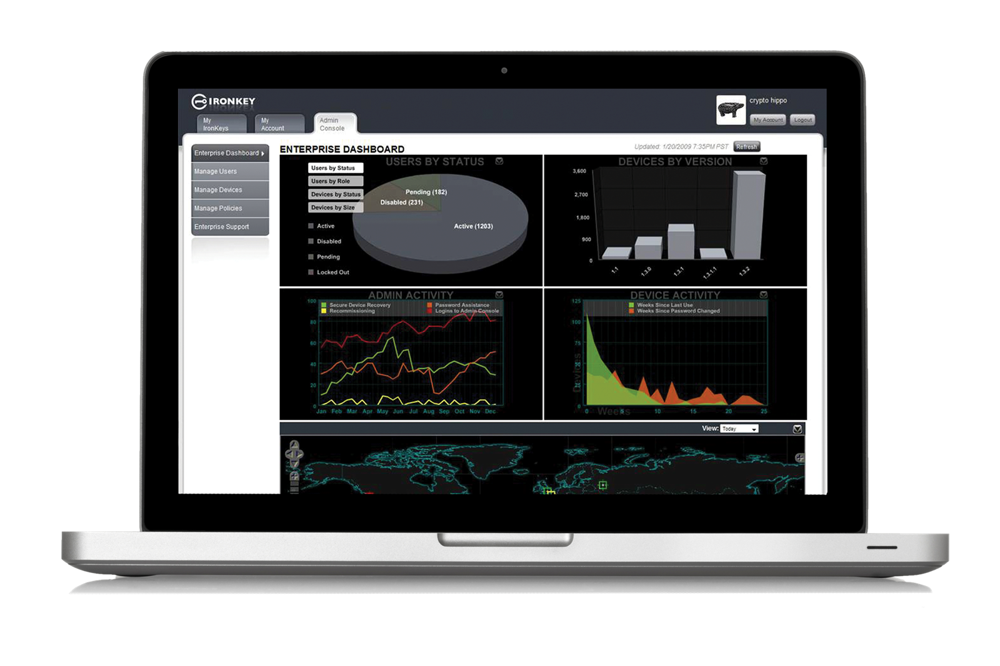 IRONKEY
crypto hippo
My Account
Logout
My
IronKeys
My
Account
Admin
Console
Enterprise Dashboard
Manage Users
Manage Devices
Manage Policies
Enterprise Support
ENTERPRISE DASHBOARD
Updated: 1/20/2009 7:35PM PST
Refresh
USERS BY STATUS
Users by Status
Users by Role
Devices by Status
Devices by Size
Active
Disabled
Pending
Locked Out
Pending (182)
Disabled (231)
Active (1203)
DEVICES BY VERSION
3,600
2,700
1,800
900
0
1.1
1.3.0
1.3.1
1.3.1.1
1.3.2
ADMIN ACTIVITY
Secure Device Recovery
Password Assistance
Recommissioning
Logins to Admin Console
100
80
60
40
20
0
Jan Feb Mar Apr May Jun Jul Aug Sep Oct Nov Dec
DEVICE ACTIVITY
Weeks Since Last Use
Weeks Since Password Changed
125
100
75
50
25
0
Devices
0 5 10 15 20 25
Weeks
View: Today